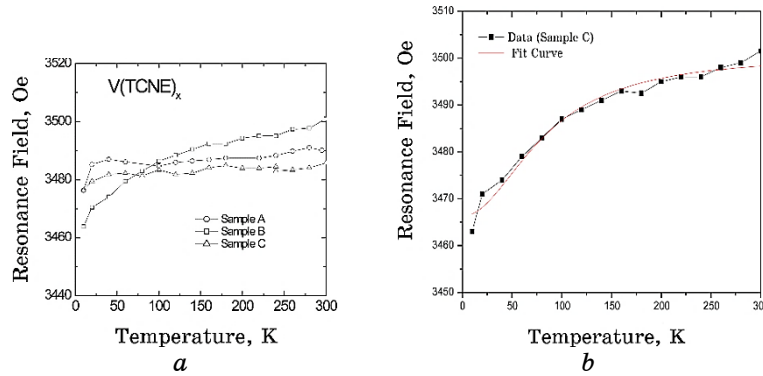 3520
V(TCNE)x
3500
3480
3460
3440
Resonance Field, Oe
Sample A
Sample B
Sample C
0 50 100 150 200 250 300
Temperature, K
a
3510
3500
3490
3480
3470
3460
3450
Resonance Field, Oe
Data (Sample C)
Fit Curve
0 50 100 150 200 250 300
Temperature, K
b